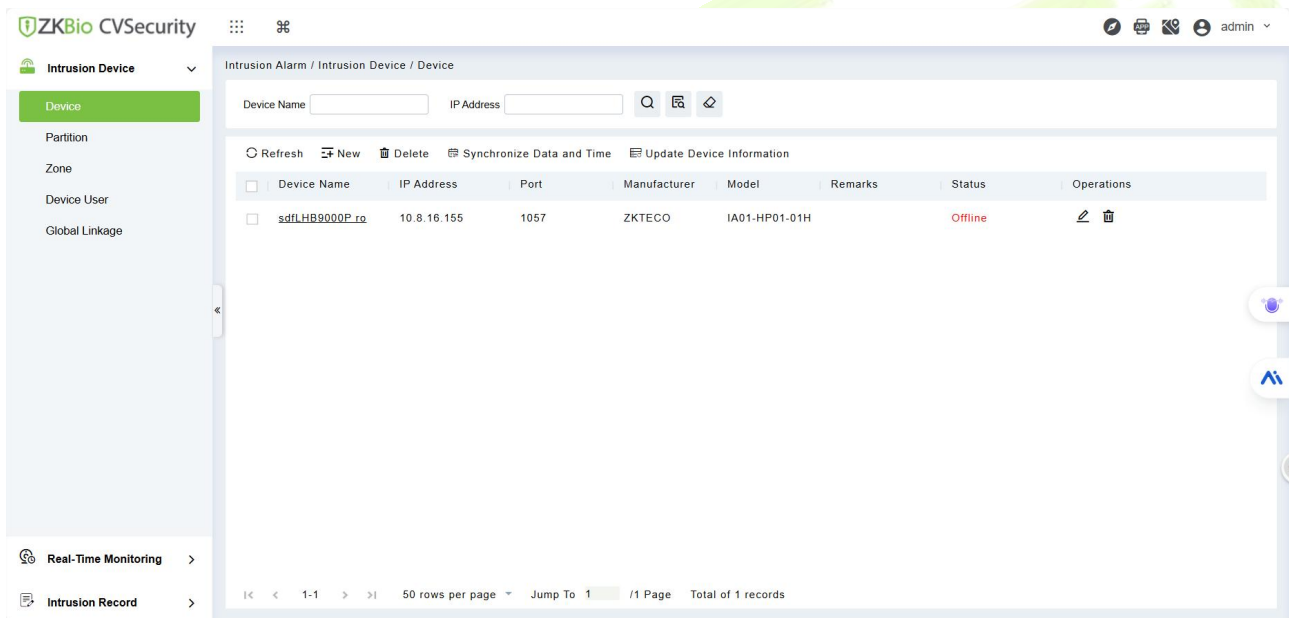 ZKBio CVSecurity
admin
Intrusion Device
Device
Partition
Zone
Device User
Global Linkage
Real-Time Monitoring
Intrusion Record
Intrusion Alarm / Intrusion Device / Device
Device Name IP Address
Refresh New Delete Synchronize Data and Time Update Device Information
Device Name IP Address Port Manufacturer Model Remarks Status Operations
sdfLHB9000P ro 10.8.16.155 1057 ZKTECO IA01-HP01-01H Offline
1-1 50 rows per page Jump To 1 /1 Page Total of 1 records